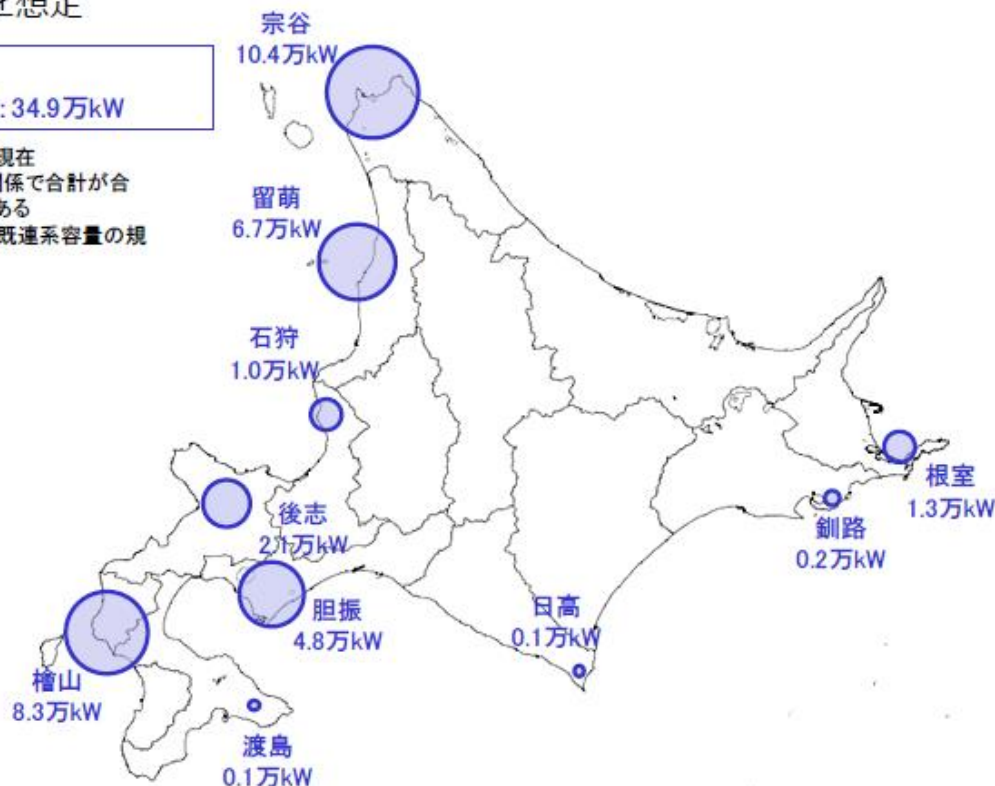 と想定
: 34.9万kW
現在
関係で合計が合
ある
既連系容量の規
宗谷
10.4万kW
留萌
6.7万kW
石狩
1.0万kW
後志
2.1万kW
胆振
4.8万kW
檜山
8.3万kW
渡島
0.1万kW
日高
0.1万kW
釧路
0.2万kW
根室
1.3万kW